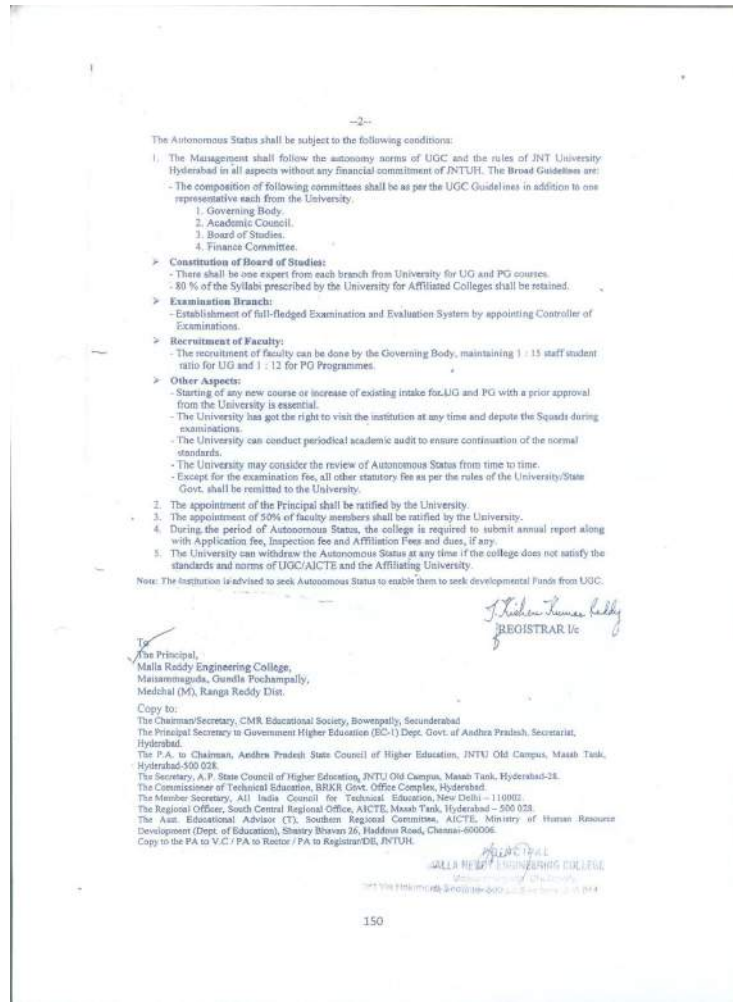 --2--
The Autonomous Status shall be subject to the following conditions:
1. The Management shall follow the autonomy norms of UGC and the rules of JNT University
Hyderabad in all aspects without any financial commitment of JNTUH. The Broad Guidelines are:
- The composition of following committees shall be as per the UGC Guidelines in addition to one
representative each from the University.
1. Governing Body.
2. Academic Council.
3. Board of Studies.
4. Finance Committee.
➤ Constitution of Board of Studies:
- There shall be one expert from each branch from University for UG and PG courses.
- 80 % of the Syllabi prescribed by the University for Affiliated Colleges shall be retained.
➤ Examination Branch:
- Establishment of full-fledged Examination and Evaluation System by appointing Controller of
Examinations.
➤ Recruitment of Faculty:
- The recruitment of faculty can be done by the Governing Body, maintaining 1 : 15 staff student
ratio for UG and 1 : 12 for PG Programmes.
➤ Other Aspects:
- Starting of any new course or increase of existing intake for UG and PG with a prior approval
from the University is essential.
- The University has got the right to visit the institution at any time and depute the Squads during
examinations.
- The University can conduct periodical academic audit to ensure continuation of the normal
standards.
- The University may consider the review of Autonomous Status from time to time.
- Except for the examination fee, all other statutory fee as per the rules of the University/State
Govt. shall be remitted to the University.
2. The appointment of the Principal shall be ratified by the University.
3. The appointment of 50% of faculty members shall be ratified by the University.
4. During the period of Autonomous Status, the college is required to submit annual report along
with Application fee, Inspection fee and Affiliation Fees and dues, if any.
5. The University can withdraw the Autonomous Status at any time if the college does not satisfy the
standards and norms of UGC/AICTE and the Affiliating University.
Note: The Institution is advised to seek Autonomous Status to enable them to seek developmental Funds from UGC.
J. Kishen Kumar Reddy
REGISTRAR I/c
To
The Principal,
Malla Reddy Engineering College,
Maisammaguda, Gundla Pochampally,
Medchal (M), Ranga Reddy Dist.
Copy to:
The Chairman/Secretary, CMR Educational Society, Bowenpally, Secunderabad
The Principal Secretary to Government Higher Education (EC-1) Dept. Govt. of Andhra Pradesh, Secretariat,
Hyderabad.
The P.A. to Chairman, Andhra Pradesh State Council of Higher Education, JNTU Old Campus, Masab Tank,
Hyderabad-500 028.
The Secretary, A.P. State Council of Higher Education, JNTU Old Campus, Masab Tank, Hyderabad-28.
The Commissioner of Technical Education, BRKR Govt. Office Complex, Hyderabad.
The Member Secretary, All India Council for Technical Education, New Delhi – 110002.
The Regional Officer, South Central Regional Office, AICTE, Masab Tank, Hyderabad – 500 028.
The Asst. Educational Advisor (T), Southern Regional Committee, AICTE, Ministry of Human Resource
Development (Dept. of Education), Shastry Bhavan 26, Haddous Road, Chennai-600006.
Copy to the PA to V.C / PA to Rector / PA to Registrar/DE, JNTUH.
PRINCIPAL
MALLA REDDY ENGINEERING COLLEGE
150